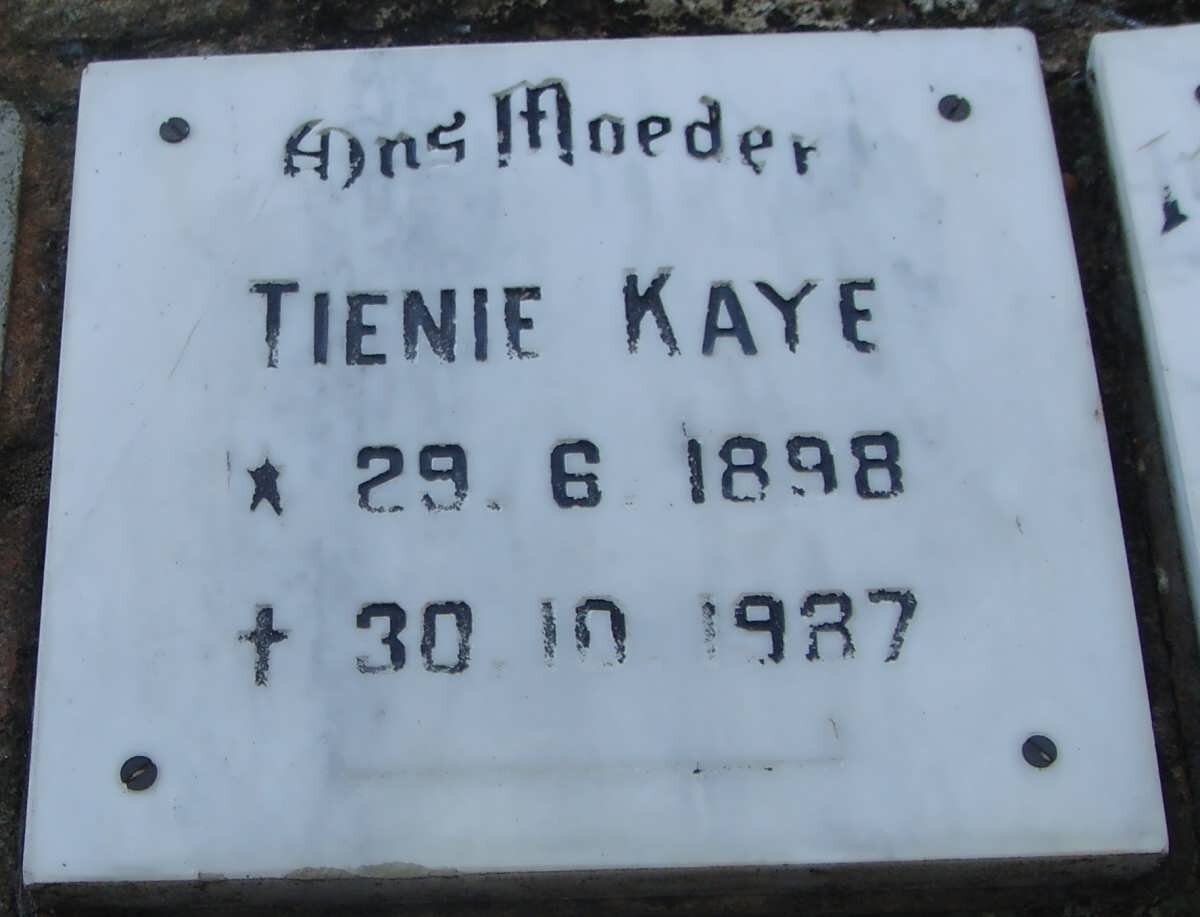 Ons Moeder
TIENIE KAYE
* 29. 6. 1898
† 30. 10. 1987